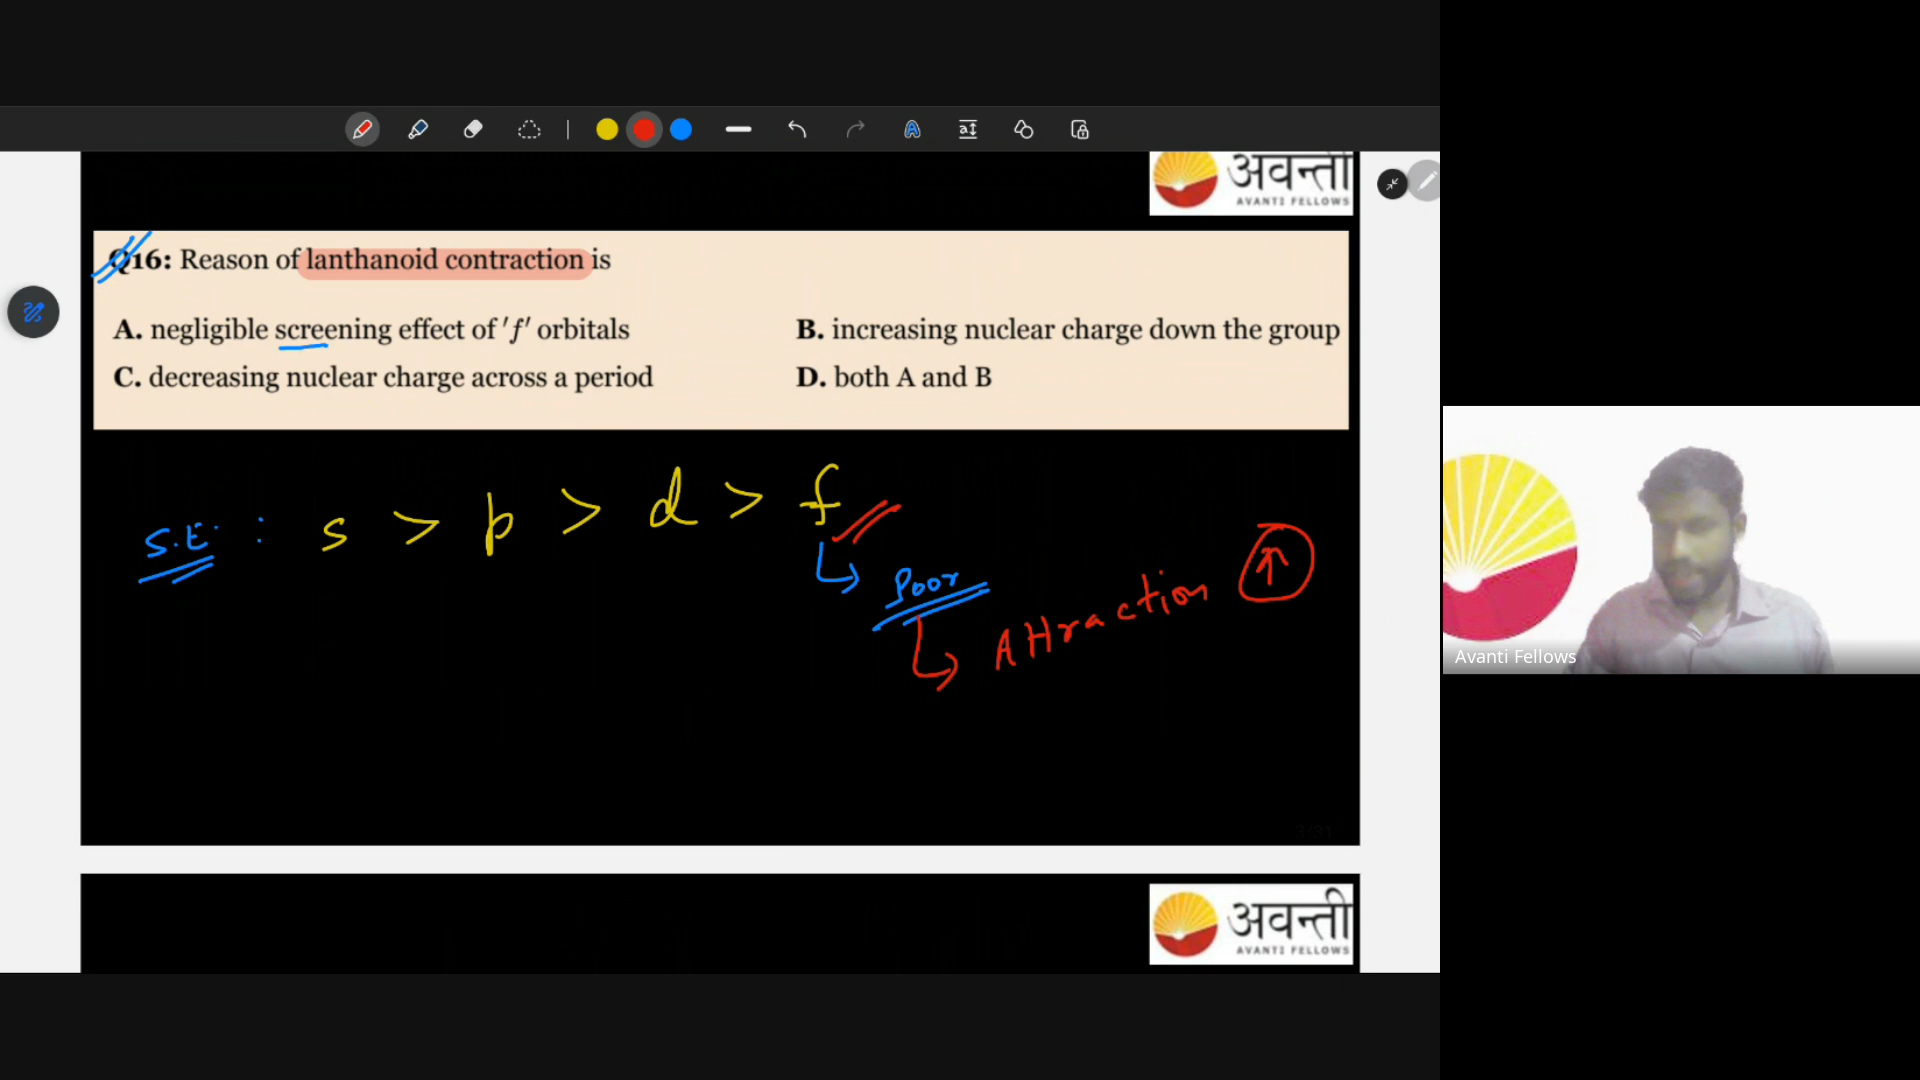 अवन्ती
AVANTI FELLOWS
Q16: Reason of lanthanoid contraction is
A. negligible screening effect of 'f' orbitals
B. increasing nuclear charge down the group
C. decreasing nuclear charge across a period
D. both A and B
S.E. : s > p > d > f
Poor
Attraction ↑
Avanti Fellows
अवन्ती
AVANTI FELLOWS